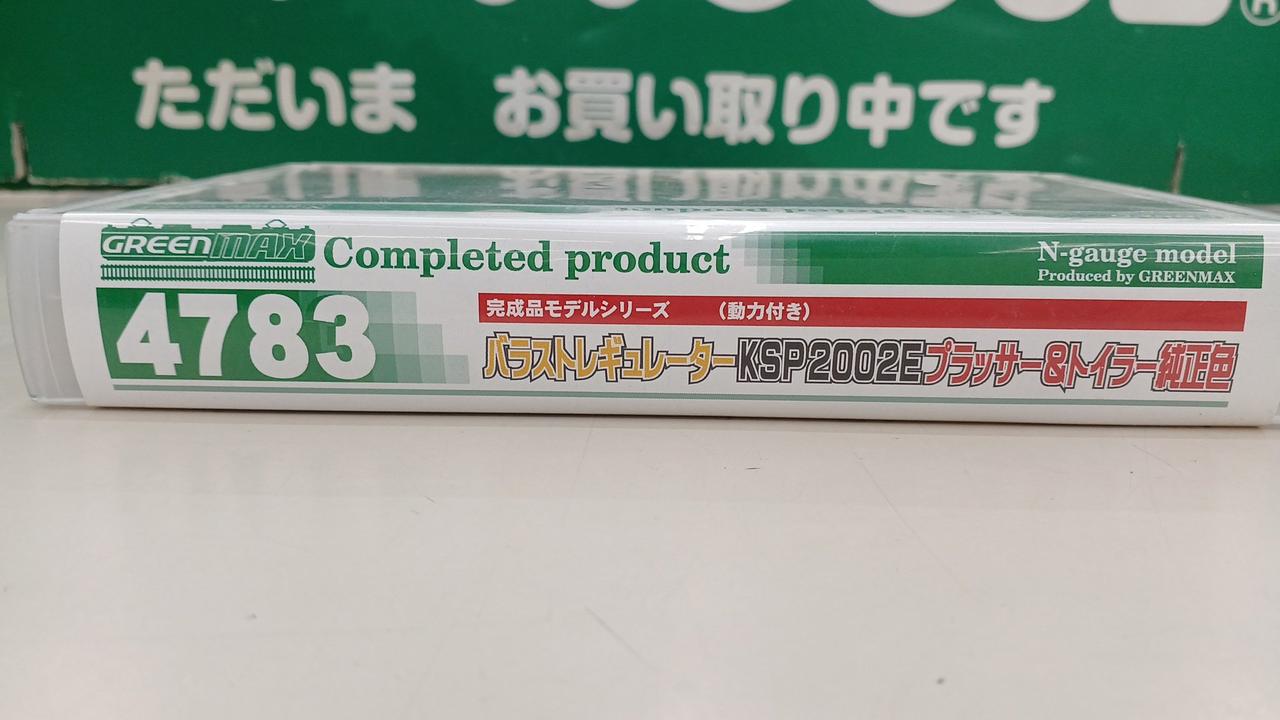 ただいま　お買い取り中です
GREENMAX Completed product
N-gauge model
Produced by GREENMAX
4783
完成品モデルシリーズ　（動力付き）
バラストレギュレーターKSP2002Eプラッサー&トイラー純正色